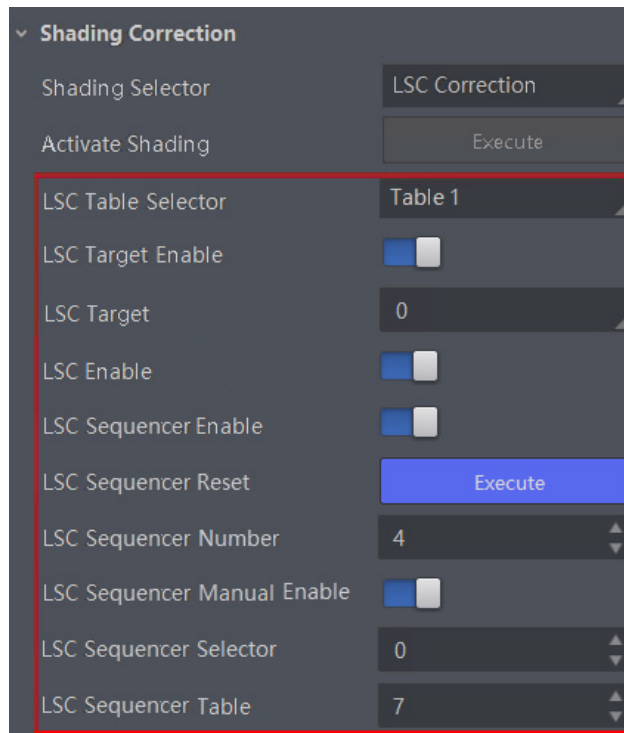 Shading Correction
Shading Selector LSC Correction
Activate Shading Execute
LSC Table Selector Table 1
LSC Target Enable
LSC Target 0
LSC Enable
LSC Sequencer Enable
LSC Sequencer Reset Execute
LSC Sequencer Number 4
LSC Sequencer Manual Enable
LSC Sequencer Selector 0
LSC Sequencer Table 7